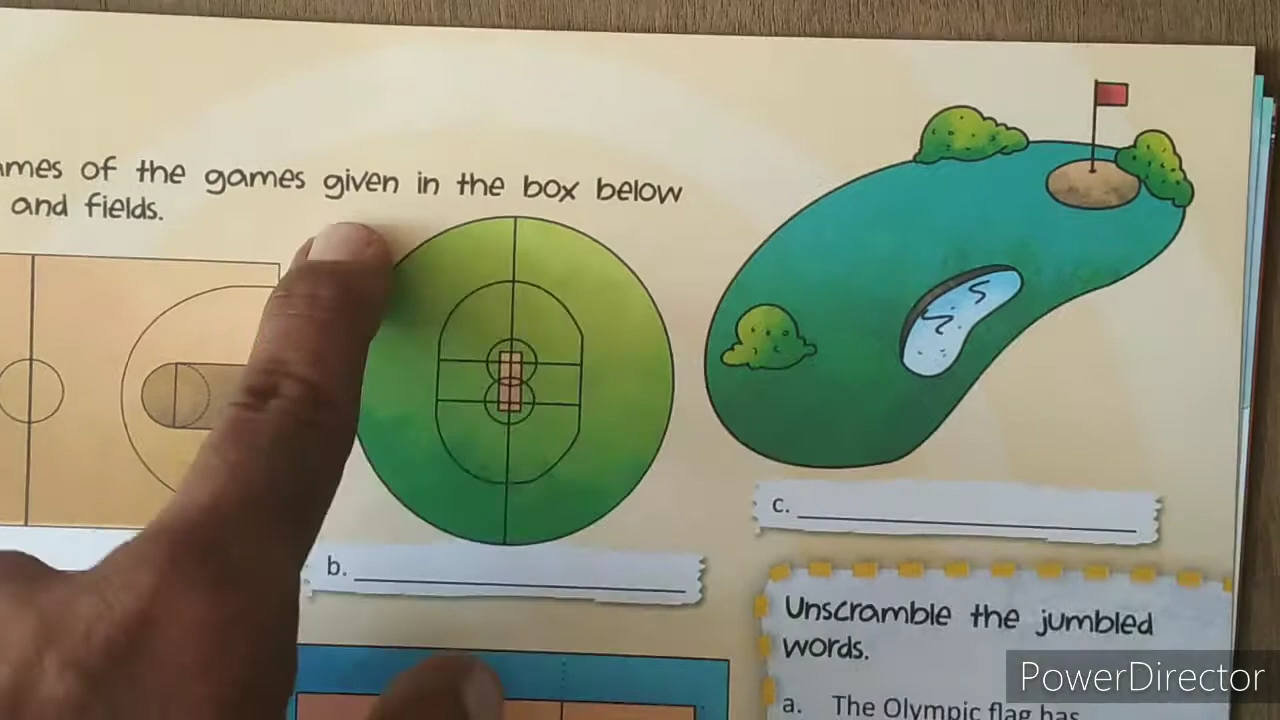 of the games given in the box below
and fields.
b.
c.
Unscramble the jumbled
words.
a. The Olympic flag has
PowerDirector